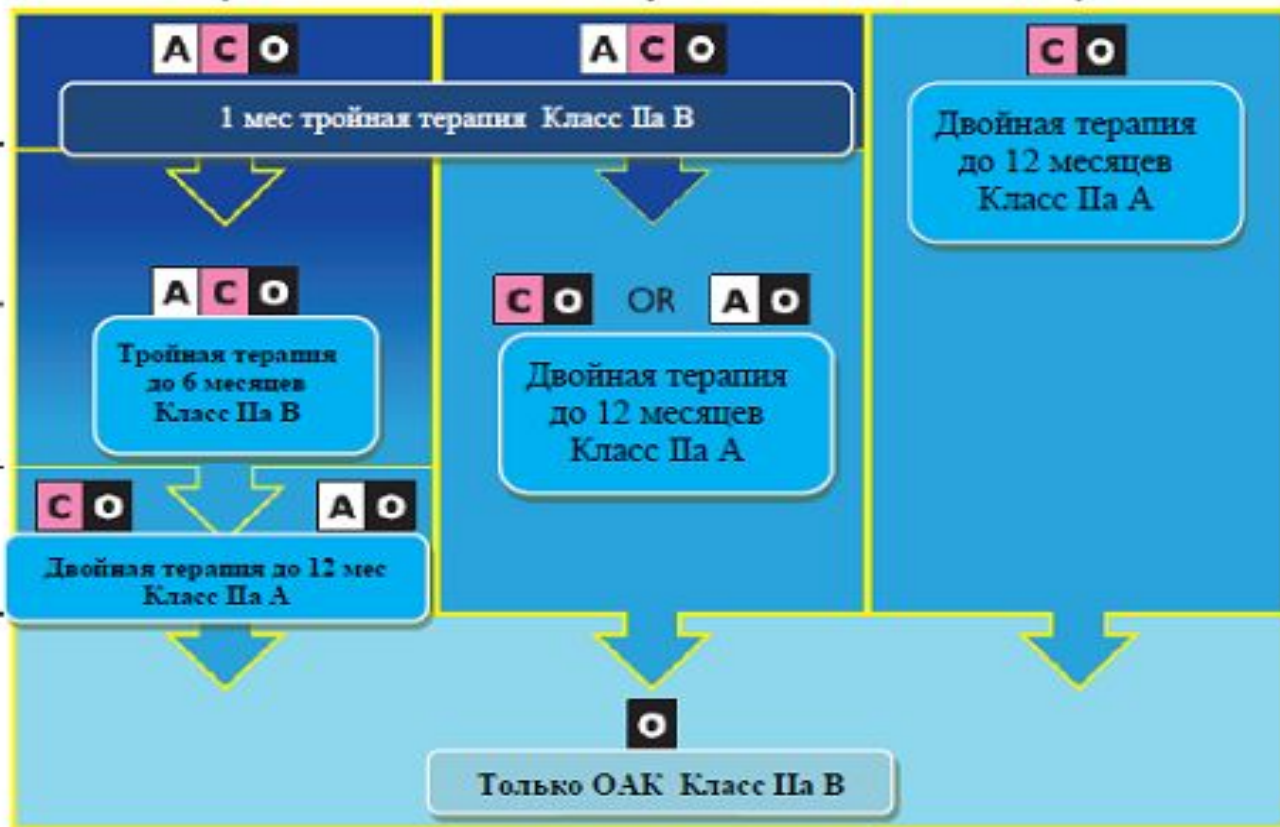 A C O
A C O
C O
1 мес тройная терапия Класс IIa B
Двойная терапия
до 12 месяцев
Класс IIa A
A C O
Тройная терапия
до 6 месяцев
Класс IIa B
C O OR A O
Двойная терапия
до 12 месяцев
Класс IIa A
C O
A O
Двойная терапия до 12 мес
Класс IIa A
O
Только ОАК Класс IIa B